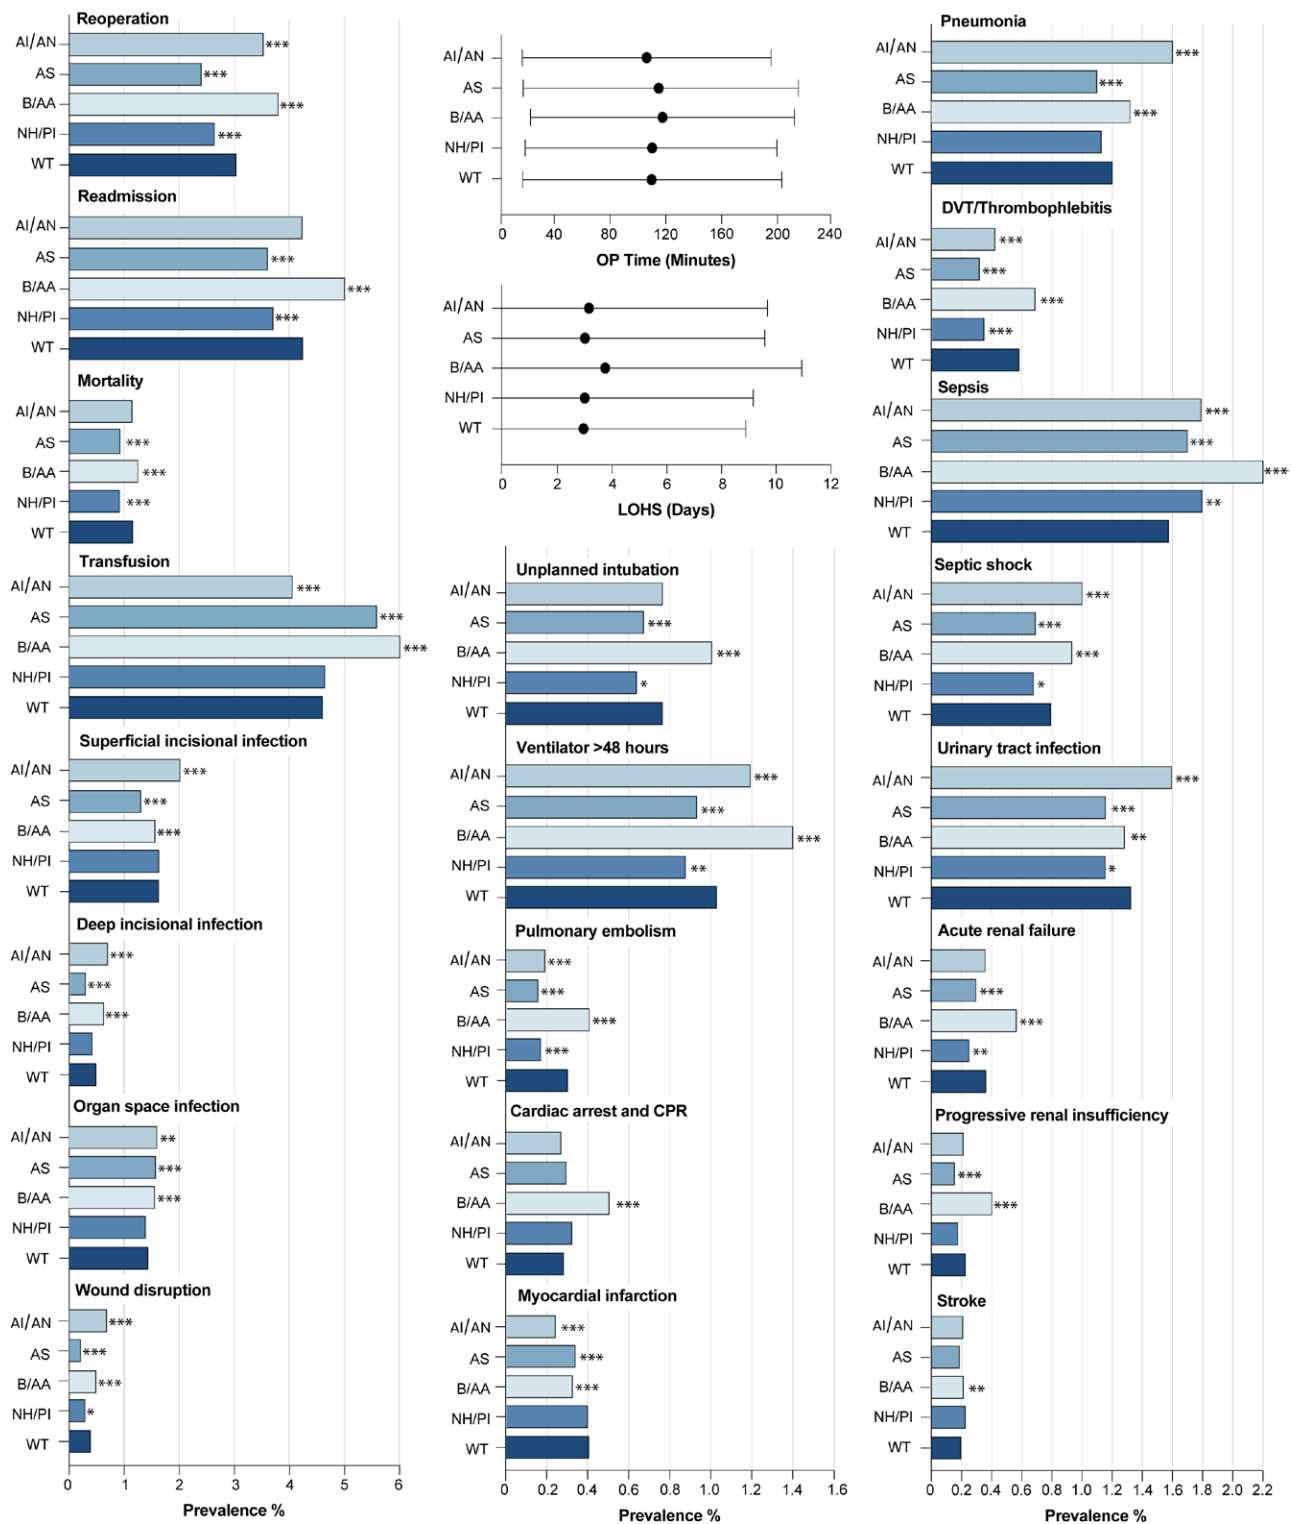 Reoperation
AI/AN
***
AS
***
B/AA
***
NH/PI
***
WT
Readmission
AI/AN
AS
***
B/AA
***
NH/PI
***
WT
Mortality
AI/AN
AS
***
B/AA
***
NH/PI
***
WT
Transfusion
AI/AN
***
AS
***
B/AA
***
NH/PI
WT
Superficial incisional infection
AI/AN
***
AS
***
B/AA
***
NH/PI
WT
Deep incisional infection
AI/AN
***
AS
***
B/AA
***
NH/PI
WT
Organ space infection
AI/AN
**
AS
***
B/AA
***
NH/PI
WT
Wound disruption
AI/AN
***
AS
***
B/AA
***
NH/PI
*
WT
0 1 2 3 4 5 6
Prevalence %
AI/AN
AS
B/AA
NH/PI
WT
0 40 80 120 160 200 240
OP Time (Minutes)
AI/AN
AS
B/AA
NH/PI
WT
0 2 4 6 8 10 12
LOHS (Days)
Unplanned intubation
AI/AN
AS
***
B/AA
***
NH/PI
*
WT
Ventilator >48 hours
AI/AN
***
AS
***
B/AA
***
NH/PI
**
WT
Pulmonary embolism
AI/AN
***
AS
***
B/AA
***
NH/PI
***
WT
Cardiac arrest and CPR
AI/AN
AS
B/AA
***
NH/PI
WT
Myocardial infarction
AI/AN
***
AS
***
B/AA
***
NH/PI
WT
0 0.2 0.4 0.6 0.8 1.0 1.2 1.4 1.6
Prevalence %
Pneumonia
AI/AN
***
AS
***
B/AA
***
NH/PI
WT
DVT/Thrombophlebitis
AI/AN
***
AS
***
B/AA
***
NH/PI
***
WT
Sepsis
AI/AN
***
AS
***
B/AA
***
NH/PI
**
WT
Septic shock
AI/AN
***
AS
***
B/AA
***
NH/PI
*
WT
Urinary tract infection
AI/AN
***
AS
***
B/AA
**
NH/PI
*
WT
Acute renal failure
AI/AN
AS
***
B/AA
***
NH/PI
**
WT
Progressive renal insufficiency
AI/AN
AS
***
B/AA
***
NH/PI
WT
Stroke
AI/AN
AS
B/AA
**
NH/PI
WT
0 0.2 0.4 0.6 0.8 1.0 1.2 1.4 1.6 1.8 2.0 2.2
Prevalence %